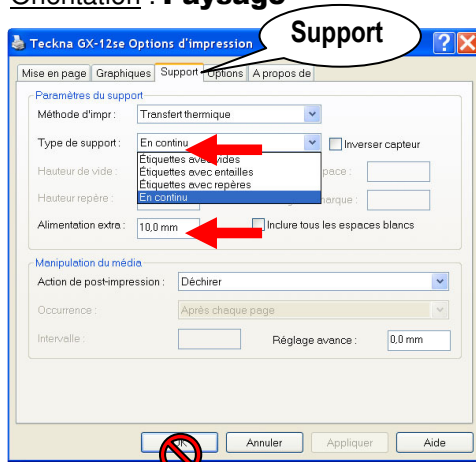 Orientation : Paysage
Support
Teckna GX-12se Options d'impression
Mise en page Graphiques Support Options A propos de
Paramètres du support
Méthode d'impr : Transfert thermique
Type de support : En continu Inverser capteur
Étiquettes avec vides
Étiquettes avec entailles
Étiquettes avec repères
En continu
Hauteur de vide :
Hauteur repère :
Alimentation extra : 10,0 mm Inclure tous les espaces blancs
Manipulation du média
Action de post-impression : Déchirer
Occurrence : Après chaque page
Intervalle : Réglage avance : 0,0 mm
OK Annuler Appliquer Aide